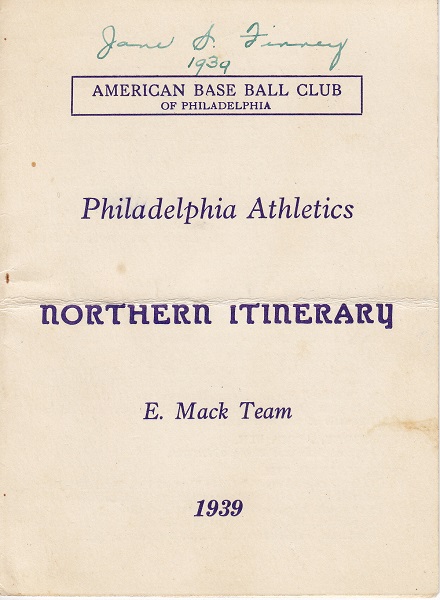 Jane S. Finney
1939
AMERICAN BASE BALL CLUB
OF PHILADELPHIA
Philadelphia Athletics
NORTHERN ITINERARY
E. Mack Team
1939